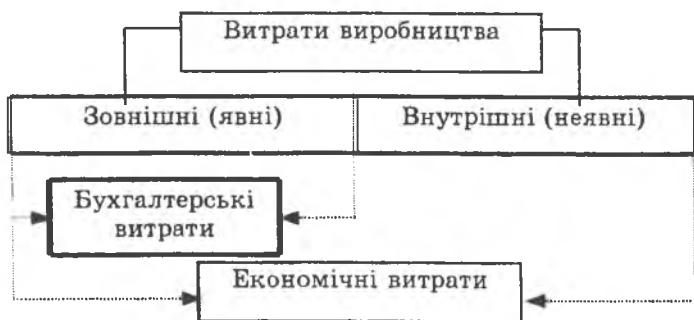 Витрати виробництва
Зовнішні (явні)
Внутрішні (неявні)
Бухгалтерські
витрати
Економічні витрати